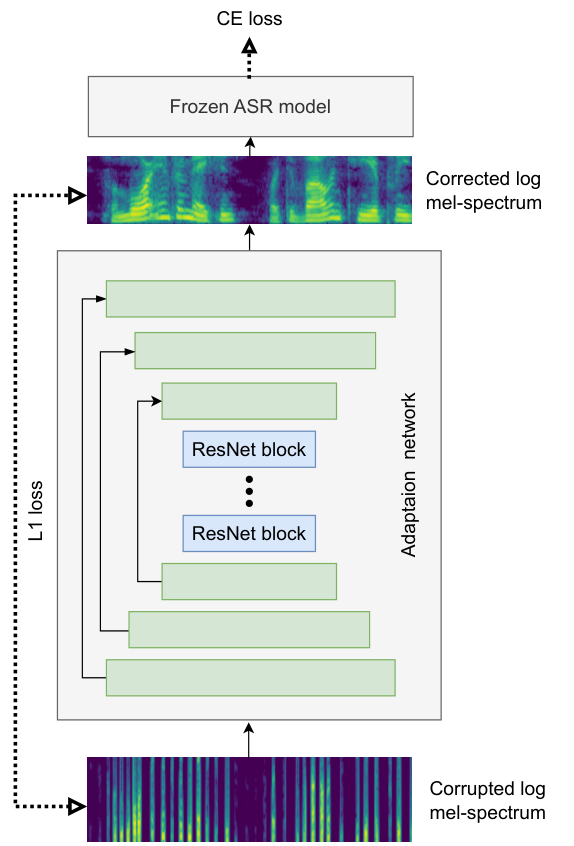 CE loss
Frozen ASR model
Corrected log
mel-spectrum
L1 loss
Adaptaion network
ResNet block
ResNet block
Corrupted log
mel-spectrum